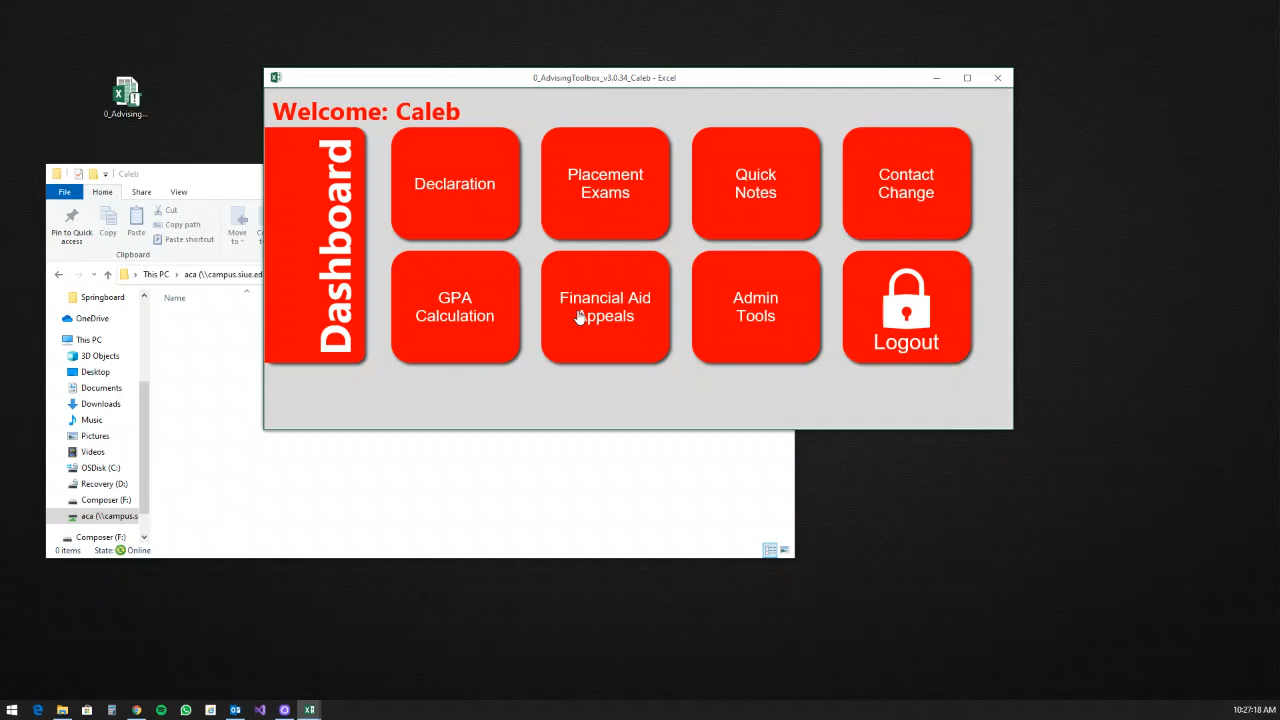 0_AdvisingToolbox_v3.0.34_Caleb - Excel
0_Advising...
Welcome: Caleb
Dashboard
Declaration
Placement
Exams
Quick
Notes
Contact
Change
GPA
Calculation
Financial Aid
Appeals
Admin
Tools
Logout
Caleb
File
Home
Share
View
Pin to Quick
access
Copy
Paste
Cut
Copy path
Paste shortcut
Move
to
Clipboard
This PC
aca (\\campus.siue.ed
Name
Springboard
OneDrive
This PC
3D Objects
Desktop
Documents
Downloads
Music
Pictures
Videos
OSDisk (C:)
Recovery (D:)
Composer (F:)
aca (\\campus.s
Composer (F:)
0 items State: Online
10:27:18 AM